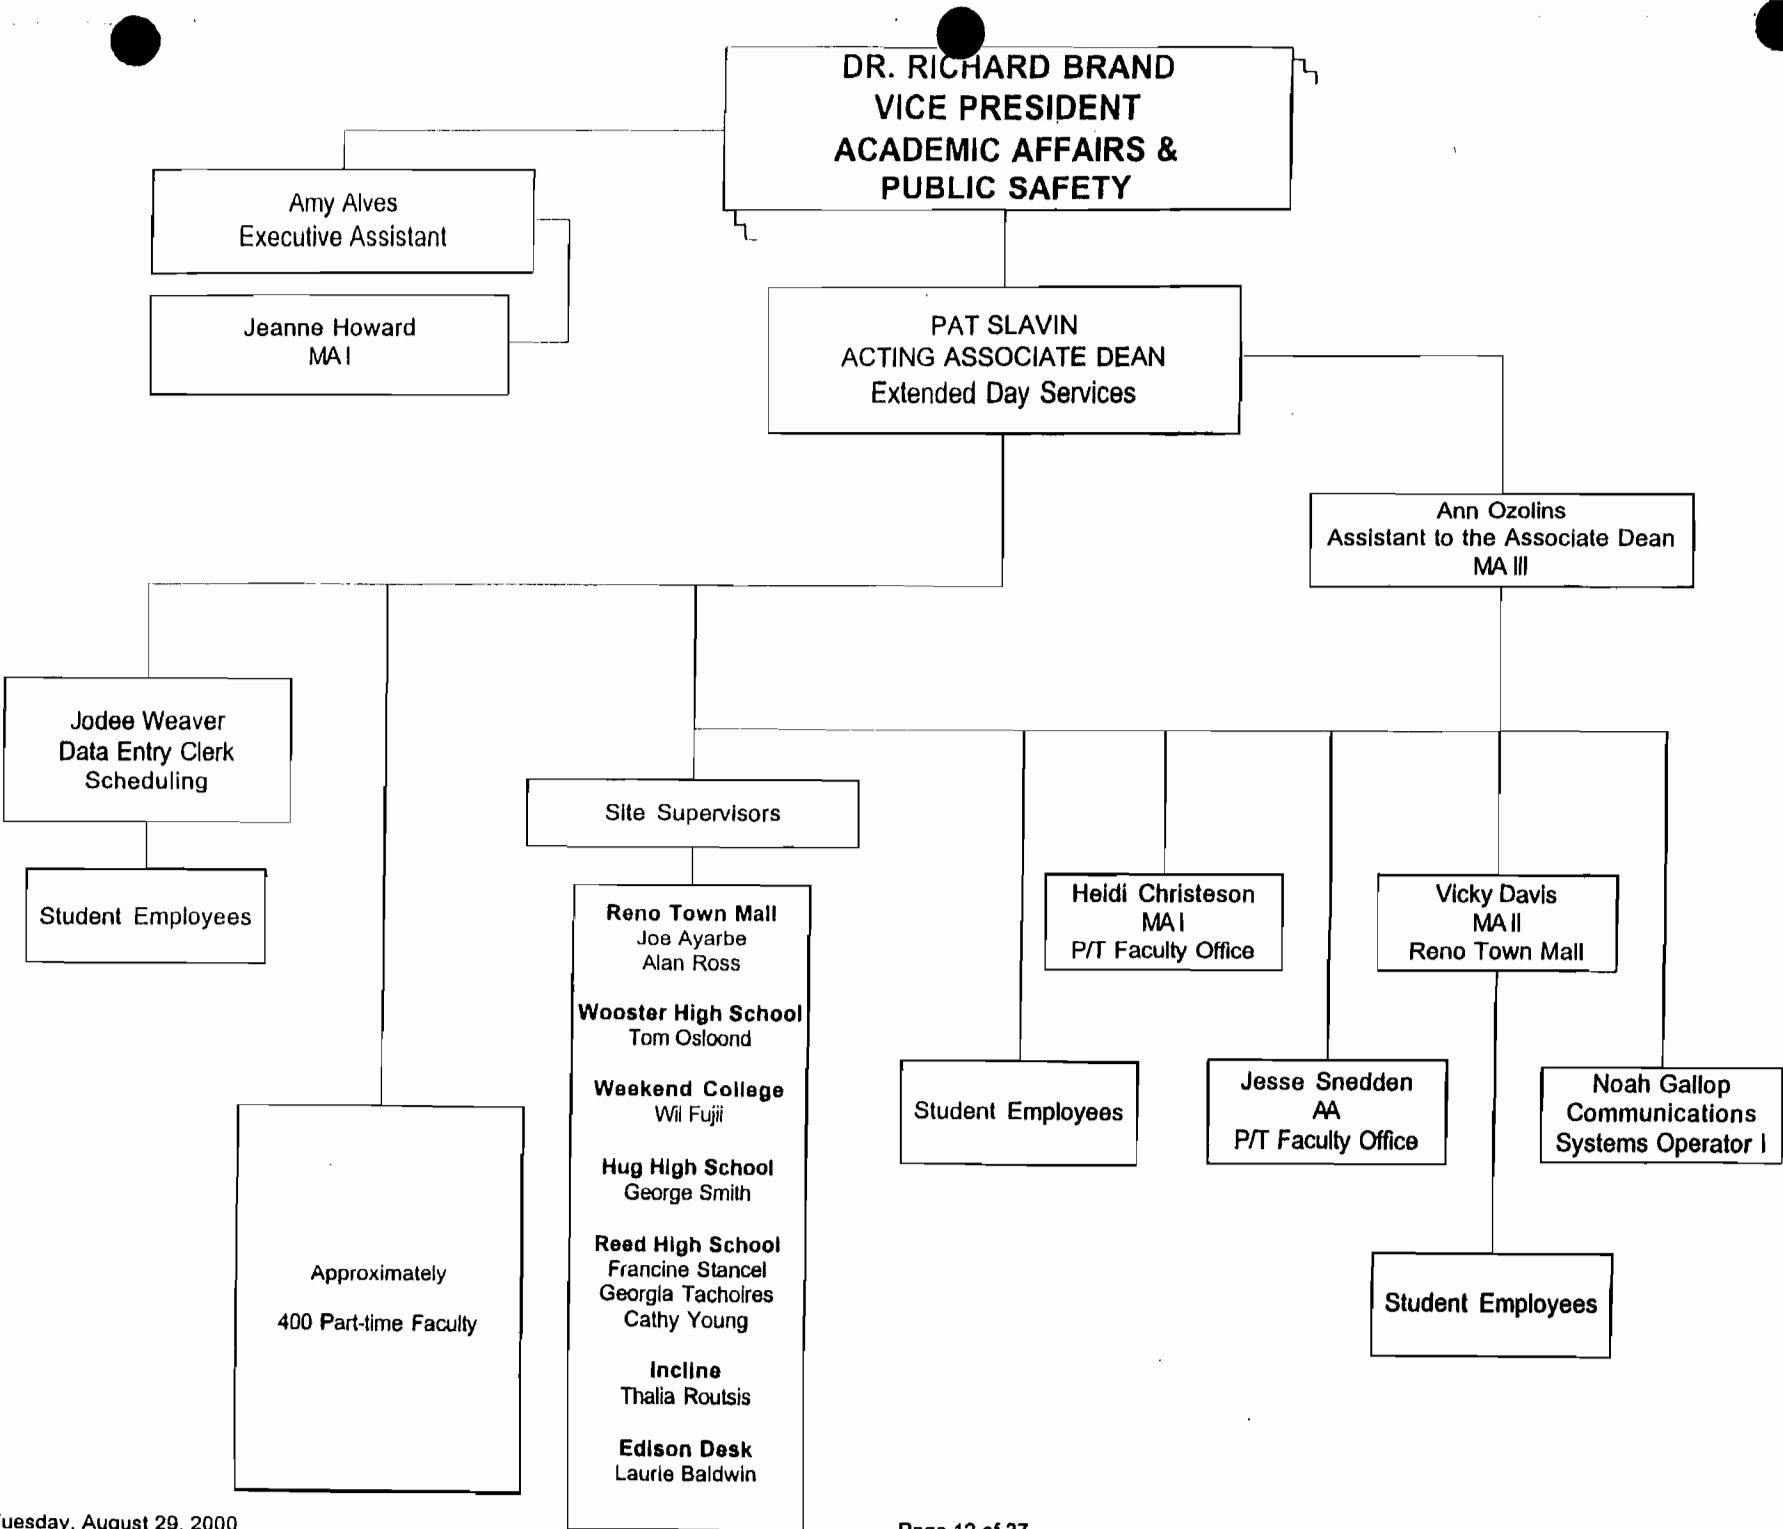 DR. RICHARD BRAND
VICE PRESIDENT
ACADEMIC AFFAIRS &
PUBLIC SAFETY
Amy Alves
Executive Assistant
Jeanne Howard
MA I
PAT SLAVIN
ACTING ASSOCIATE DEAN
Extended Day Services
Ann Ozolins
Assistant to the Associate Dean
MA III
Jodee Weaver
Data Entry Clerk
Scheduling
Student Employees
Approximately
400 Part-time Faculty
Site Supervisors
Reno Town Mall
Joe Ayarbe
Alan Ross
Wooster High School
Tom Osloond
Weekend College
Wil Fujii
Hug High School
George Smith
Reed High School
Francine Stancel
Georgia Tachoires
Cathy Young
Incline
Thalia Routsis
Edison Desk
Laurie Baldwin
Student Employees
Heidi Christeson
MA I
P/T Faculty Office
Jesse Snedden
AA
P/T Faculty Office
Vicky Davis
MA II
Reno Town Mall
Student Employees
Noah Gallop
Communications
Systems Operator I
uesday, August 29, 2000
Page 12 of 27